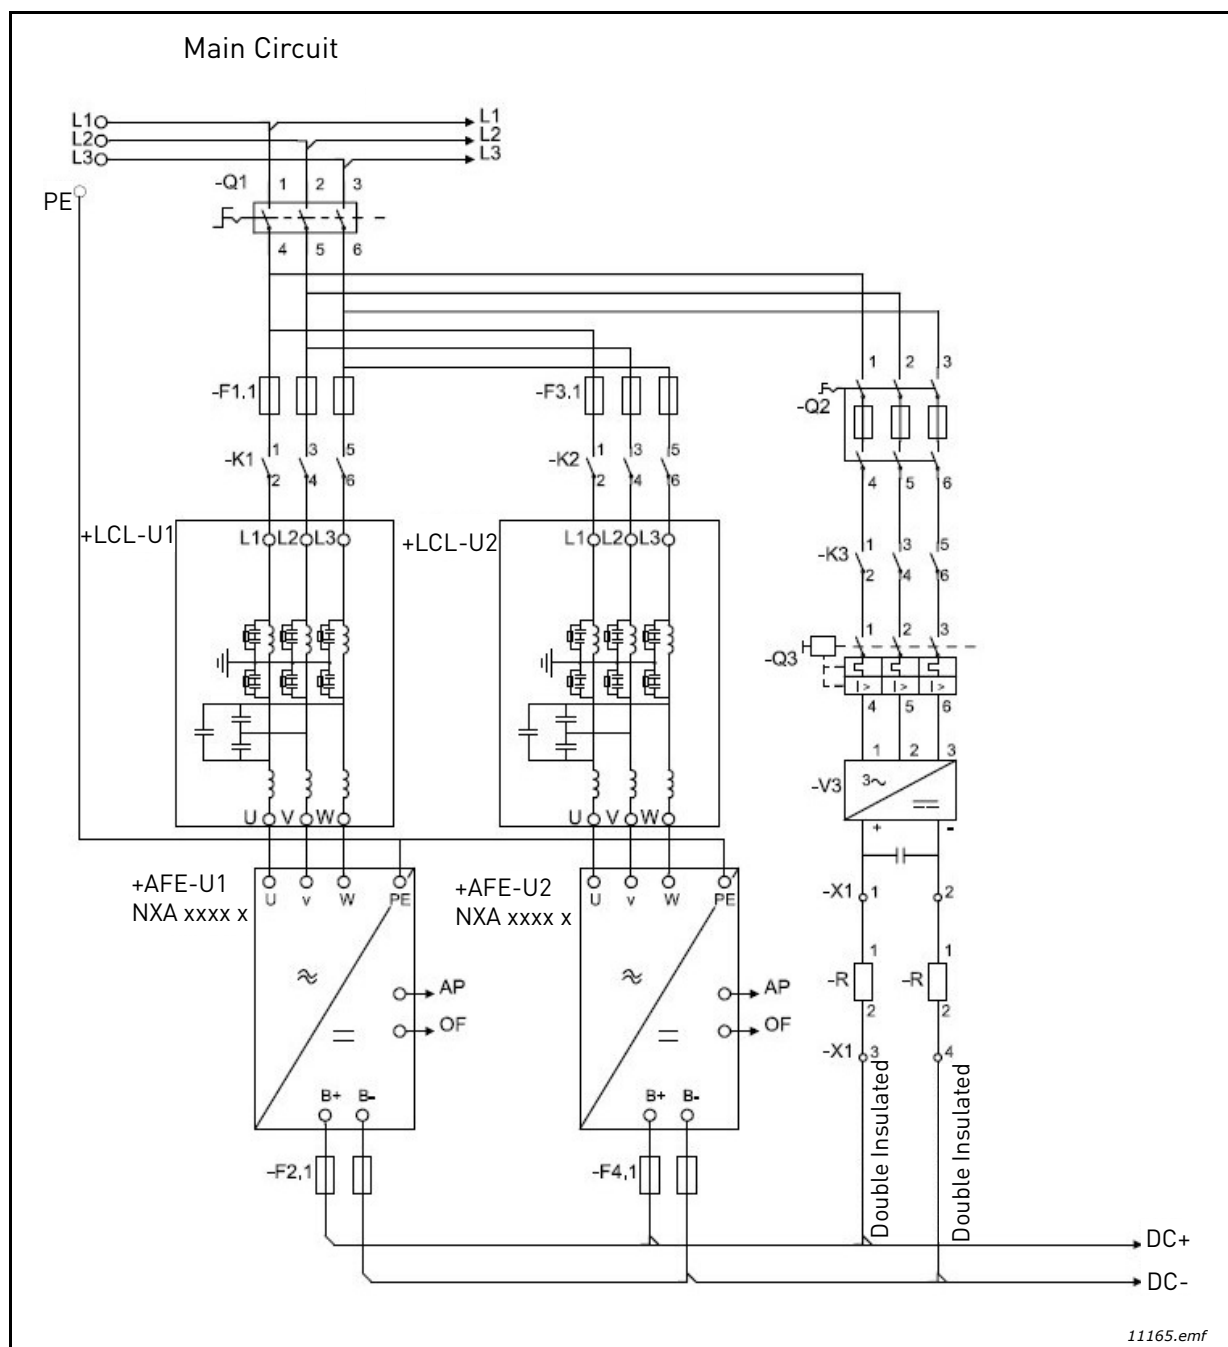 Main Circuit
L1 L1
L2 L2
L3 L3
PE
-Q1 1 2 3
4 5 6
1 2 3
-F1.1 -F3.1 -Q2
-K1 1 3 5 -K2 1 3 5
2 4 6 2 4 6 4 5 6
+LCL-U1 L1 L2 L3 +LCL-U2 L1 L2 L3 -K3 1 3 5
2 4 6
-Q3 1 2 3
I > I > I >
4 5 6
1 2 3
-V3 3~
U V W U V W
+ -
+AFE-U1 +AFE-U2
NXA xxxx x NXA xxxx x
U v W PE U v W PE -X1 1 2
1 1
-R -R
AP AP
2 2
OF OF
-X1 3 4
B+ B- B+ B-
Double Insulated Double Insulated
-F2,1 -F4,1
DC+
DC-
11165.emf